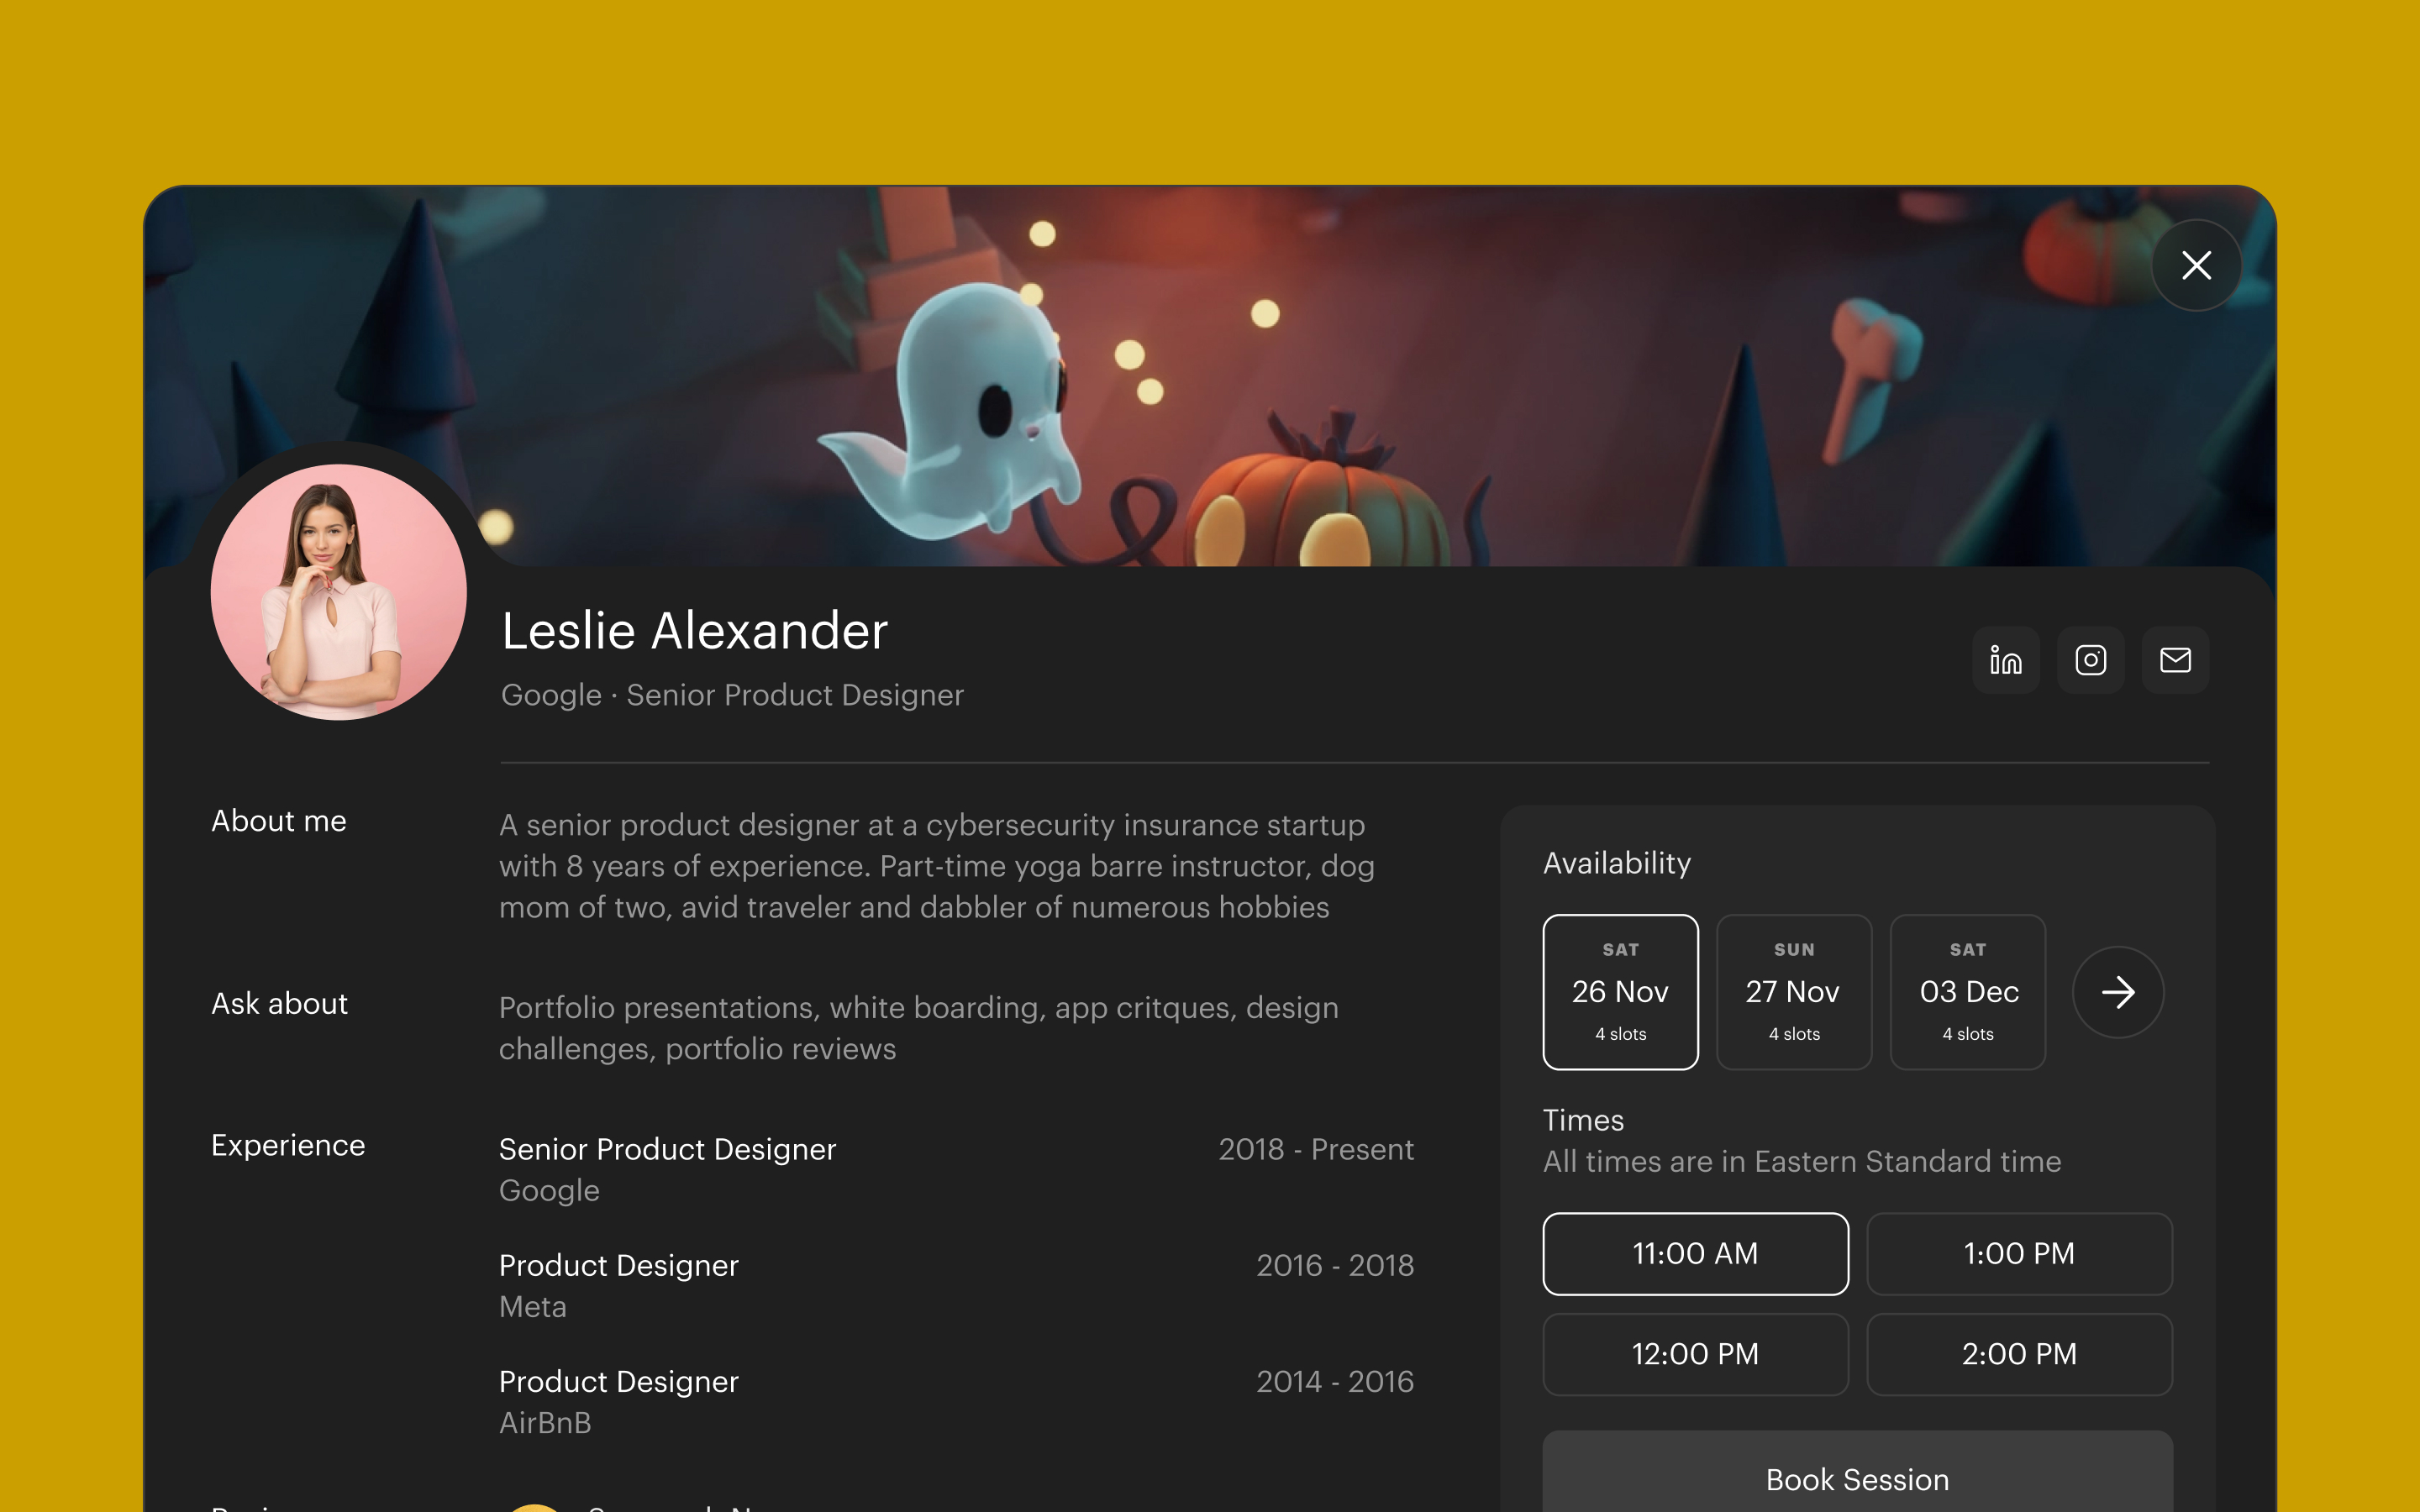 Leslie Alexander
Google · Senior Product Designer
About me
A senior product designer at a cybersecurity insurance startup
with 8 years of experience. Part-time yoga barre instructor, dog
mom of two, avid traveler and dabbler of numerous hobbies
Ask about
Portfolio presentations, white boarding, app critques, design
challenges, portfolio reviews
Experience
Senior Product Designer
2018 - Present
Google
Product Designer
2016 - 2018
Meta
Product Designer
2014 - 2016
AirBnB
Availability
SAT
26 Nov
4 slots
SUN
27 Nov
4 slots
SAT
03 Dec
4 slots
Times
All times are in Eastern Standard time
11:00 AM
1:00 PM
12:00 PM
2:00 PM
Book Session